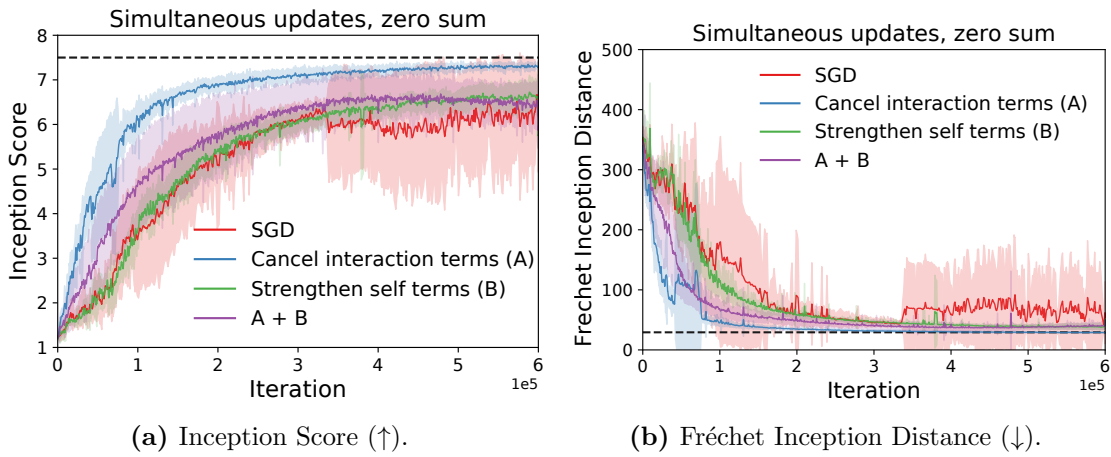 Simultaneous updates, zero sum
8
7
6
5
4
3
2
1
Inception Score
SGD
Cancel interaction terms (A)
Strengthen self terms (B)
A + B
0 1 2 3 4 5 6
1e5
Iteration
(a) Inception Score (↑).
Simultaneous updates, zero sum
500
400
300
200
100
0
Frechet Inception Distance
SGD
Cancel interaction terms (A)
Strengthen self terms (B)
A + B
0 1 2 3 4 5 6
1e5
Iteration
(b) Fréchet Inception Distance (↓).